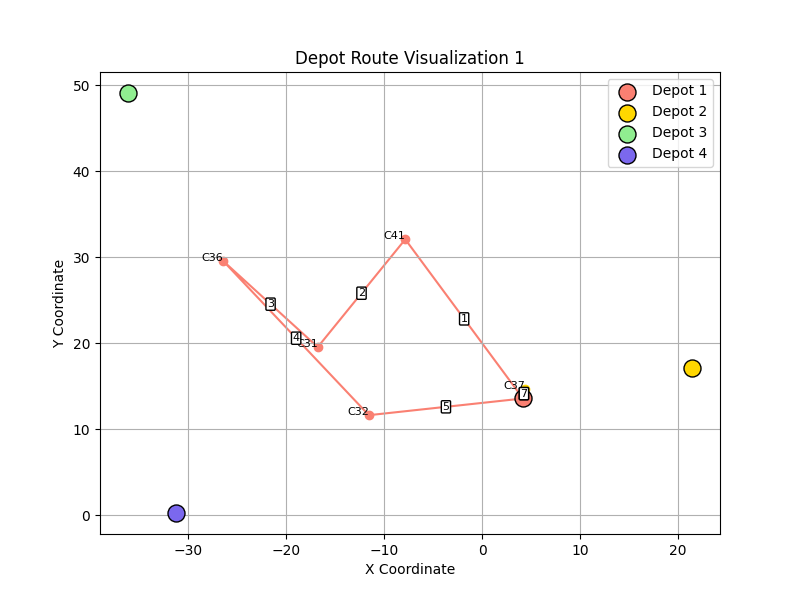 Depot Route Visualization 1
Depot 1
Depot 2
Depot 3
Depot 4
Y Coordinate
50
40
30
20
10
0
C41
C36
3
2
1
4
C31
C37
7
C32
5
−30
−20
−10
0
10
20
X Coordinate